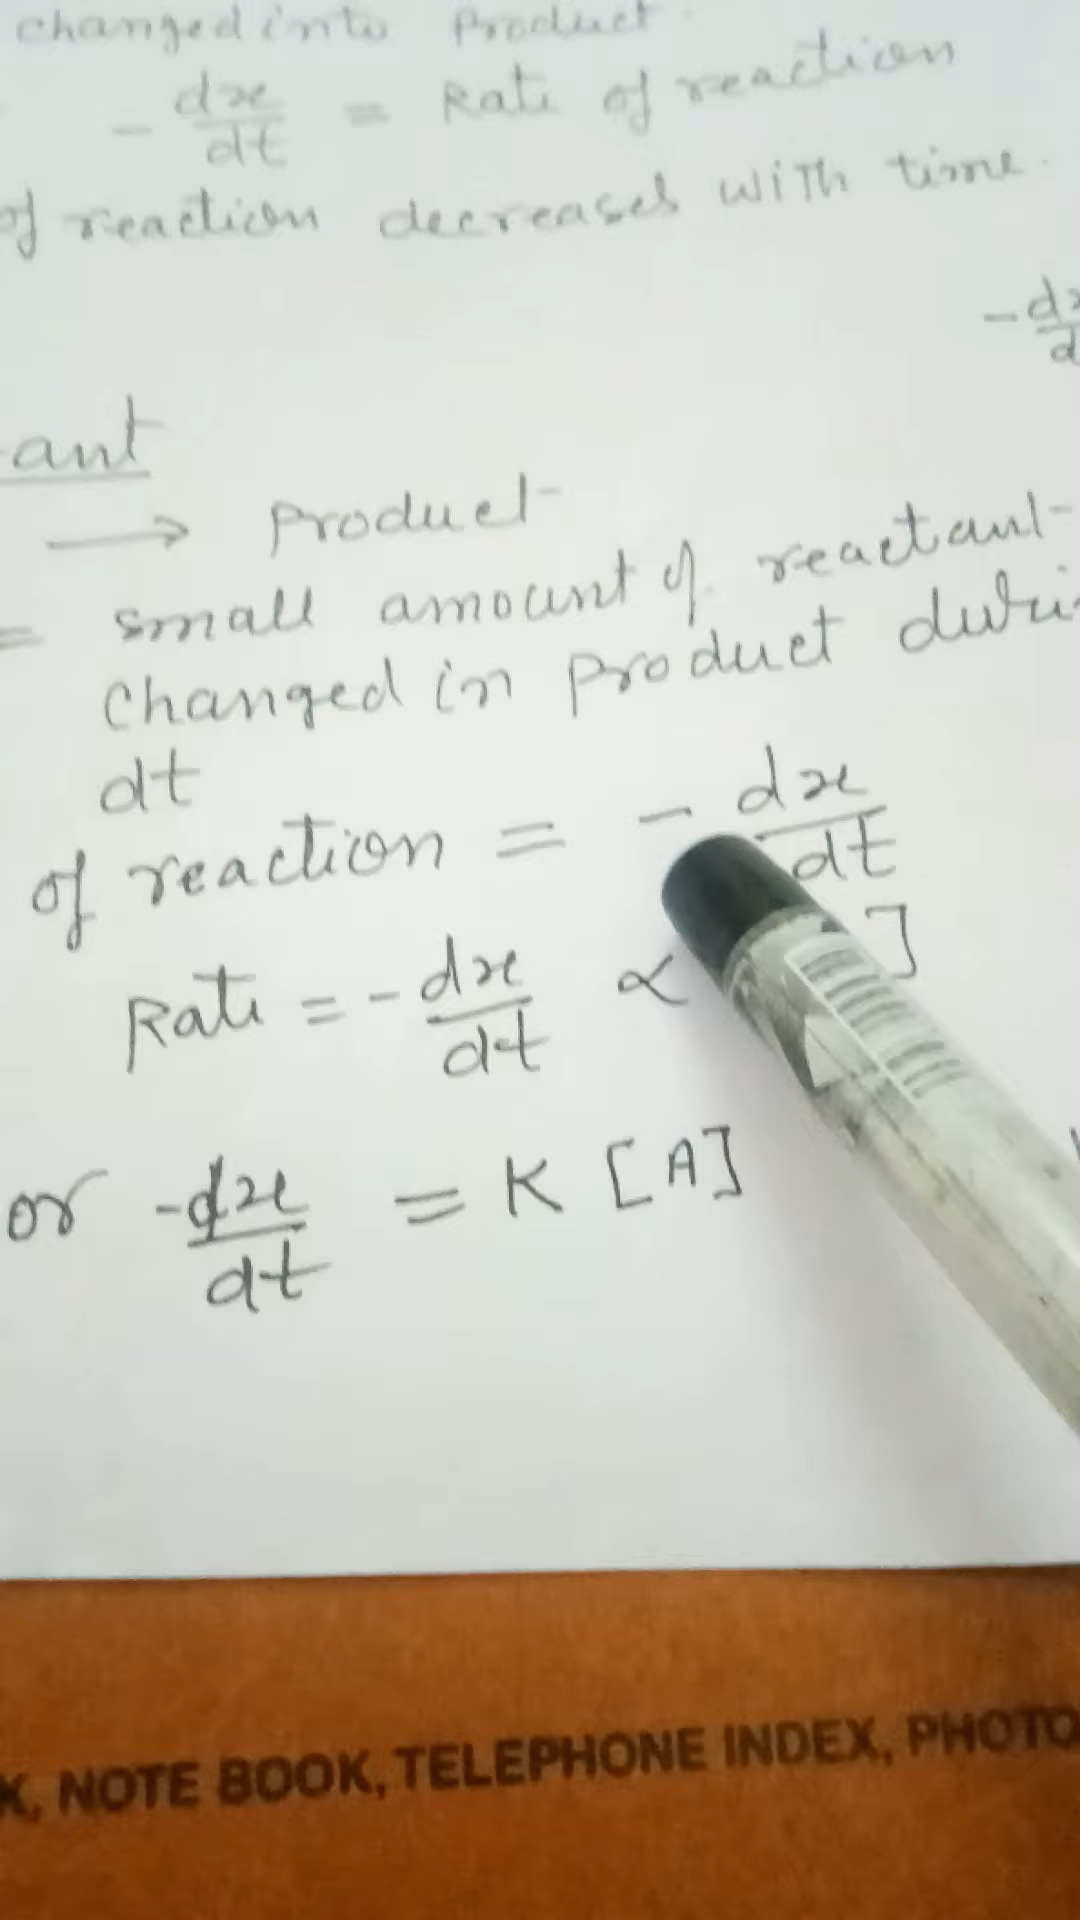 changed into Product
- dx/dt = Rate of reaction
of reaction decreases with time.
ant
→ Product
= small amount of reactant
changed in product
dt
of reaction = - dx/dt
Rate = - dx/dt ∝ ]
or - dx/dt = K [A]
NOTE BOOK, TELEPHONE INDEX, PHOTO